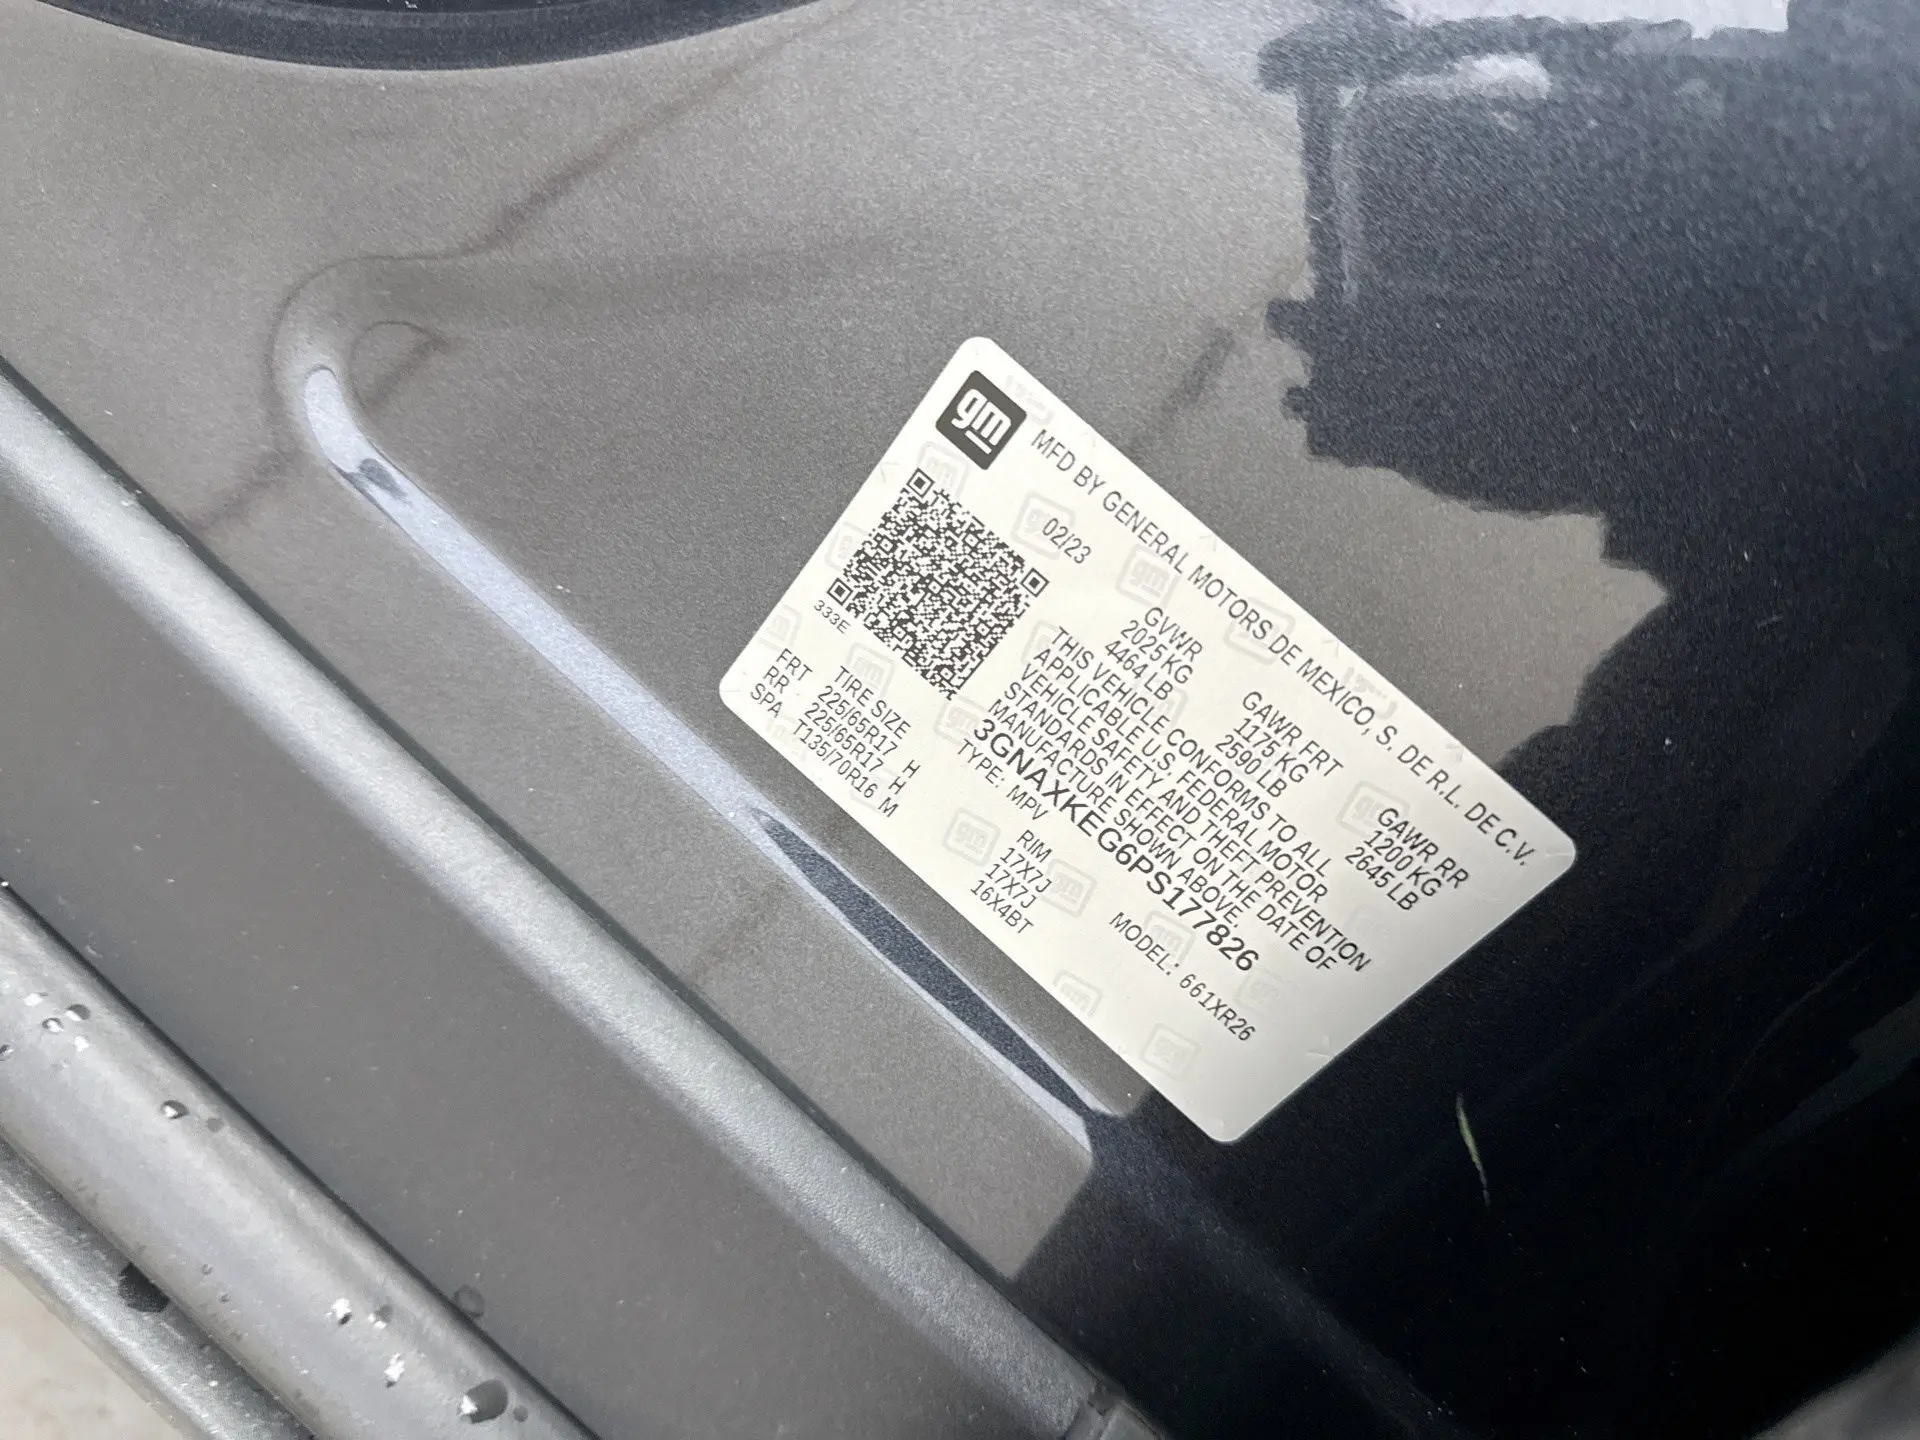 gm
MFD BY GENERAL MOTORS DE MEXICO, S. DE R.L. DE C.V.
02/23
GVWR GAWR FRT GAWR RR
2025 KG 1175 KG 1200 KG
4464 LB 2590 LB 2645 LB
THIS VEHICLE CONFORMS TO ALL
APPLICABLE U.S. FEDERAL MOTOR
VEHICLE SAFETY AND THEFT PREVENTION
STANDARDS IN EFFECT ON THE DATE OF
MANUFACTURE SHOWN ABOVE.
333E
3GNAXKEG6PS177826
TYPE: MPV MODEL: 661XR26
TIRE SIZE RIM
FRT 225/65R17 H 17X7J
RR 225/65R17 H 17X7J
SPA T135/70R16 M 16X4BT